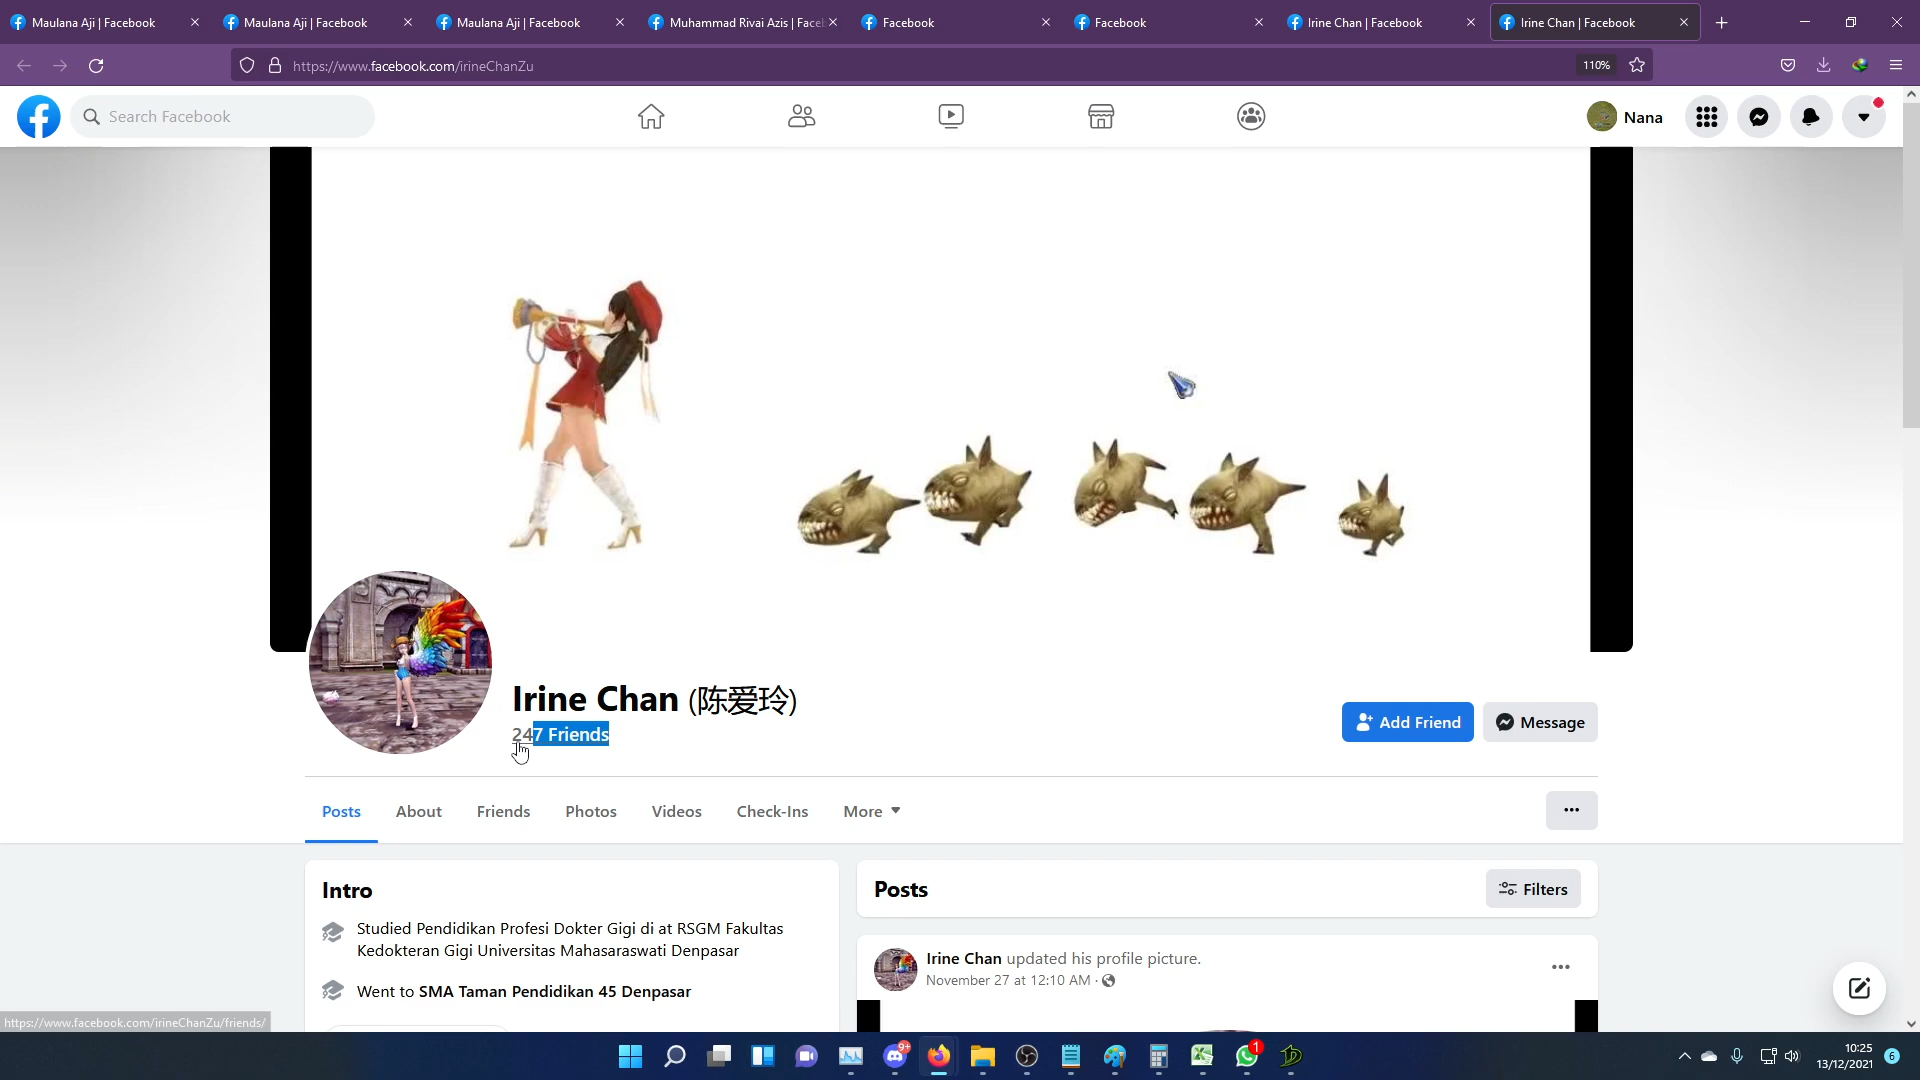 Maulana Aji | Facebook
Maulana Aji | Facebook
Maulana Aji | Facebook
Muhammad Rivai Azis | Face
Facebook
Facebook
Irine Chan | Facebook
Irine Chan | Facebook
https://www.facebook.com/irineChanZu
110%
Search Facebook
Nana
Irine Chan (陈爱玲)
247 Friends
Add Friend
Message
Posts
About
Friends
Photos
Videos
Check-Ins
More
Intro
Studied Pendidikan Profesi Dokter Gigi di at RSGM Fakultas
Kedokteran Gigi Universitas Mahasaraswati Denpasar
Went to SMA Taman Pendidikan 45 Denpasar
Posts
Filters
Irine Chan updated his profile picture.
November 27 at 12:10 AM ·
https://www.facebook.com/irineChanZu/friends/
9+
1
10:25
13/12/2021
6